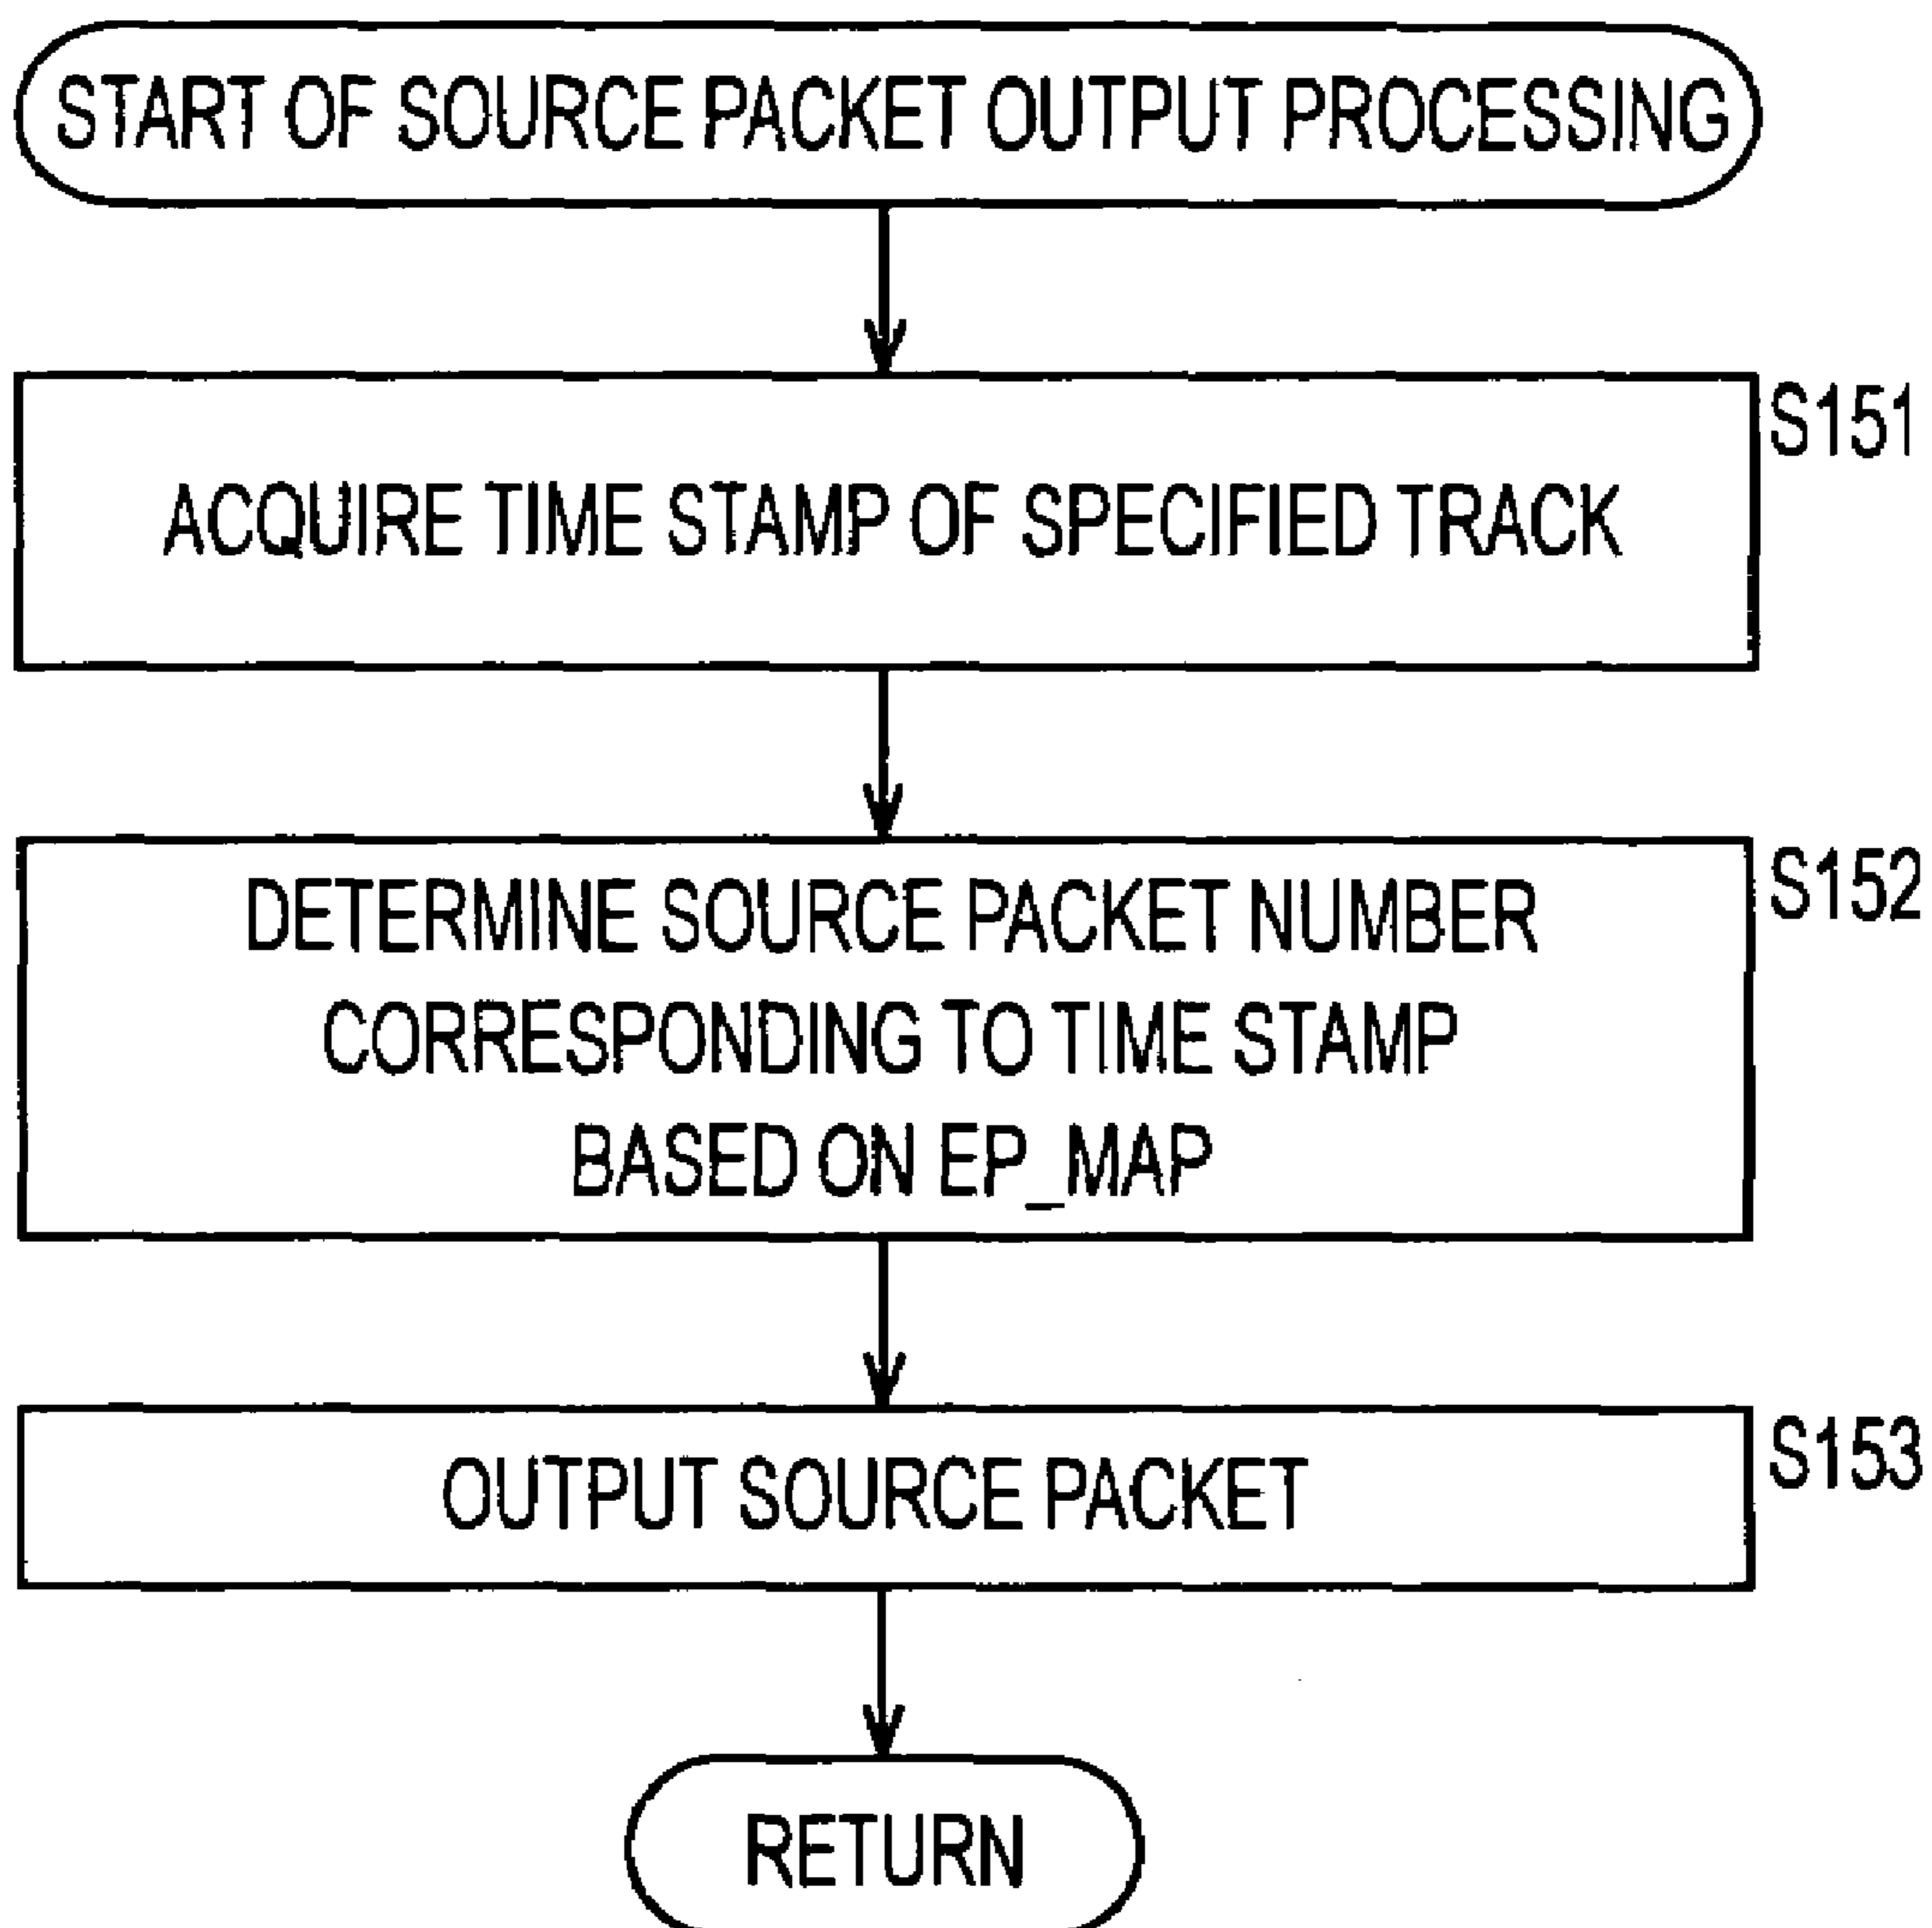 START OF SOURCE PACKET OUTPUT PROCESSING
S151
ACQUIRE TIME STAMP OF SPECIFIED TRACK
S152
DETERMINE SOURCE PACKET NUMBER
CORRESPONDING TO TIME STAMP
BASED ON EP_MAP
S153
OUTPUT SOURCE PACKET
RETURN